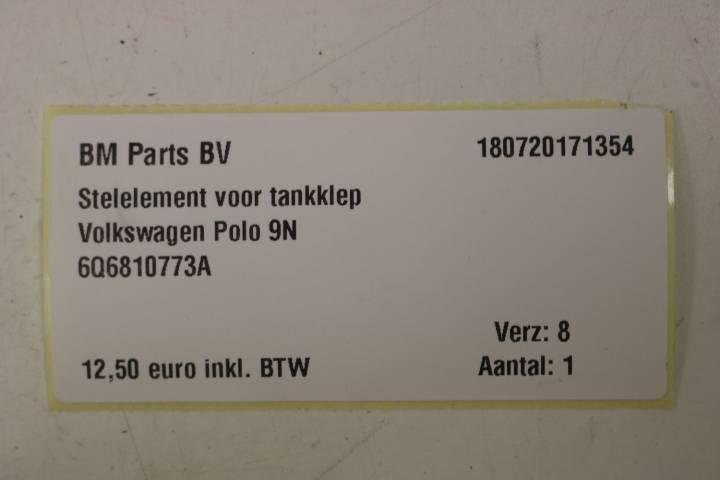 BM Parts BV 180720171354
Stelelement voor tankklep
Volkswagen Polo 9N
6Q6810773A
Verz: 8
12,50 euro inkl. BTW Aantal: 1